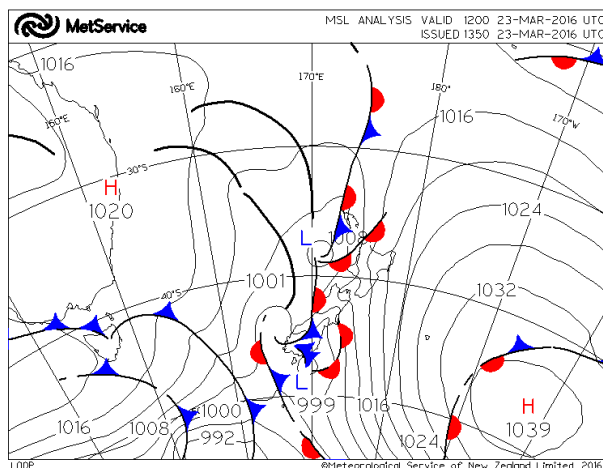 MetService
MSL ANALYSIS VALID 1200 23-MAR-2016 UTC
ISSUED 1350 23-MAR-2016 UTC
1016
170°E
160°E
180°
150°E
1016
170°W
30°S
H
1020
1024
L
1008
1001
1032
40°S
L
999
H
1039
1000
1016
1008
992
1016
1024
LOOP
©Meteorological Service of New Zealand Limited, 2016